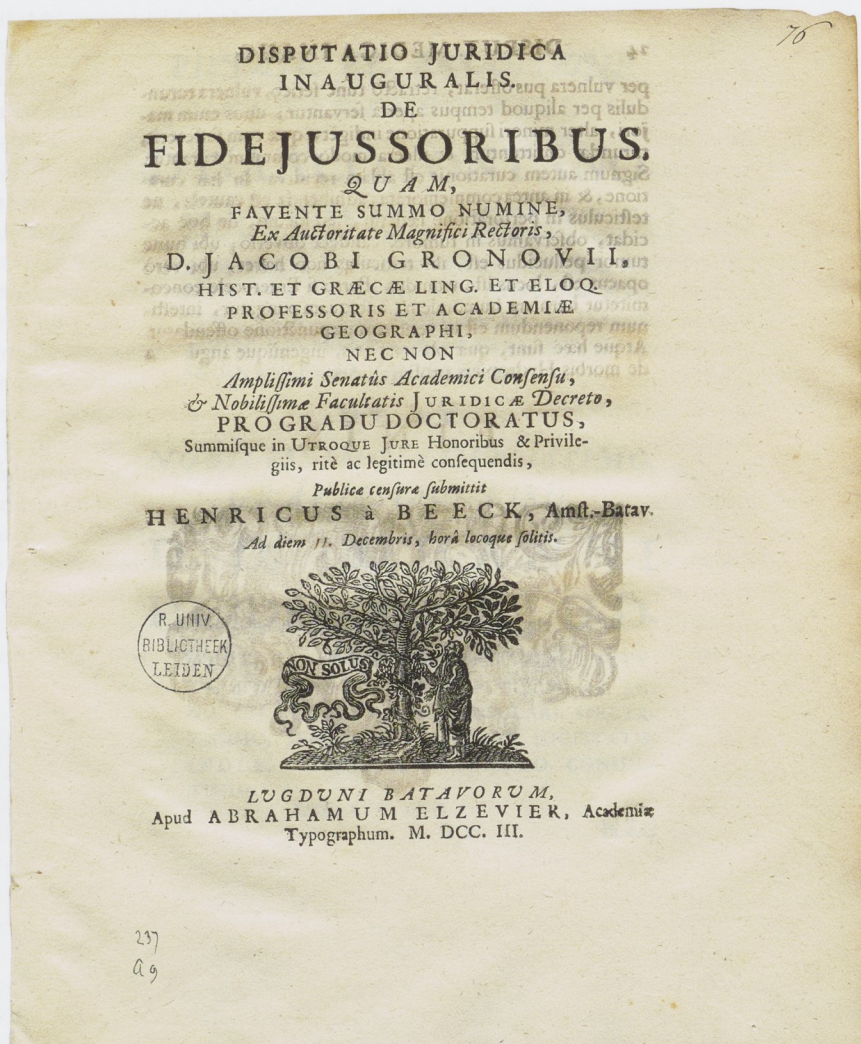 76
DISPUTATIO JURIDICA
INAUGURALIS.
DE
FIDEJUSSORIBUS.
QUAM,
FAVENTE SUMMO NUMINE,
Ex Auctoritate Magnifici Rectoris,
D. JACOBI GRONOVII,
HIST. ET GRÆCÆ LING. ET ELOQ.
PROFESSORIS ET ACADEMIÆ
GEOGRAPHI,
NEC NON
Ampliſſimi Senatûs Academici Conſenſu,
& Nobiliſſimæ Facultatis JURIDICÆ Decreto,
PRO GRADU DOCTORATUS,
Summiſque in UTROQUE JURE Honoribus & Privile-
giis, ritè ac legitimè conſequendis,
Publicæ cenſuræ ſubmittit
HENRICUS à BEECK, Amſt.-Batav.
Ad diem 11. Decembris, horâ locoque ſolitis.
R. UNIV.
BIBLIOTHEEK
LEIDEN
NON SOLUS
LUGDUNI BATAVORUM,
Apud ABRAHAMUM ELZEVIER, Academiæ
Typographum. M. DCC. III.
237
a 9